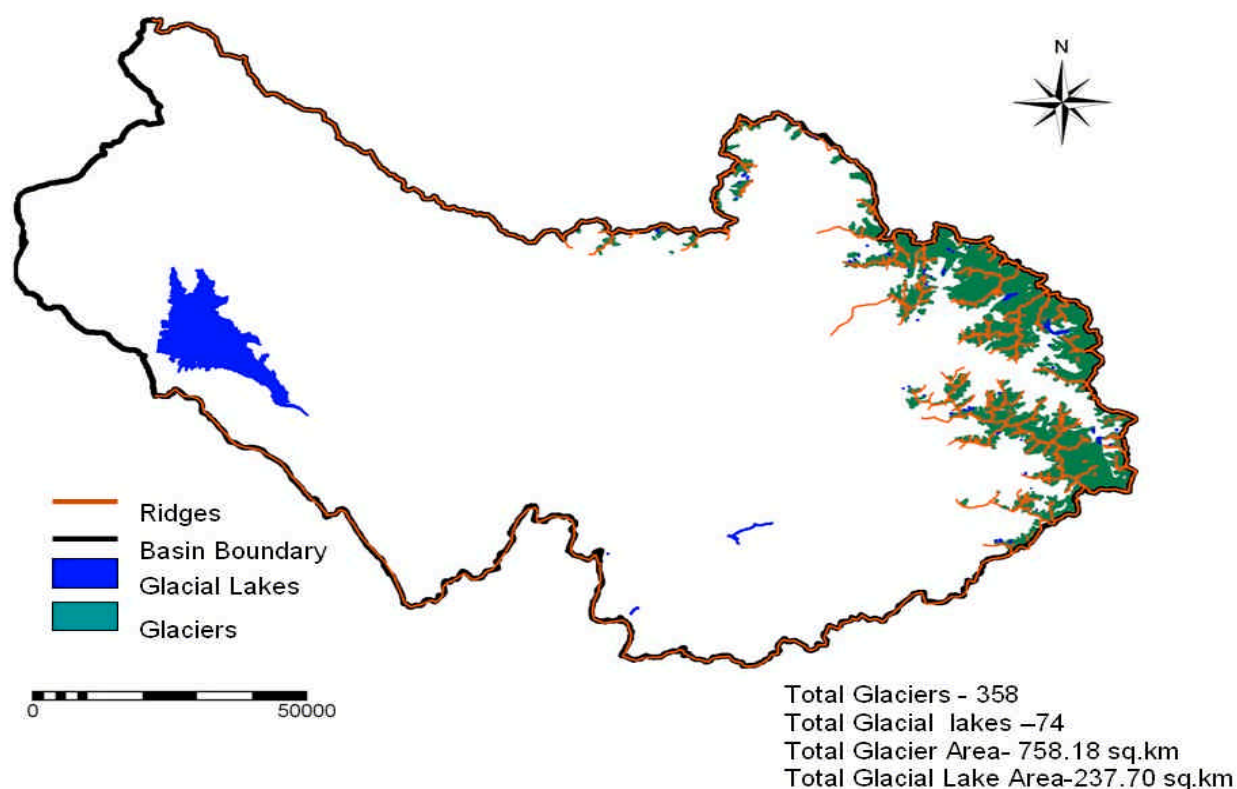 N
Ridges
Basin Boundary
Glacial Lakes
Glaciers
0 50000
Total Glaciers - 358
Total Glacial lakes –74
Total Glacier Area- 758.18 sq.km
Total Glacial Lake Area-237.70 sq.km